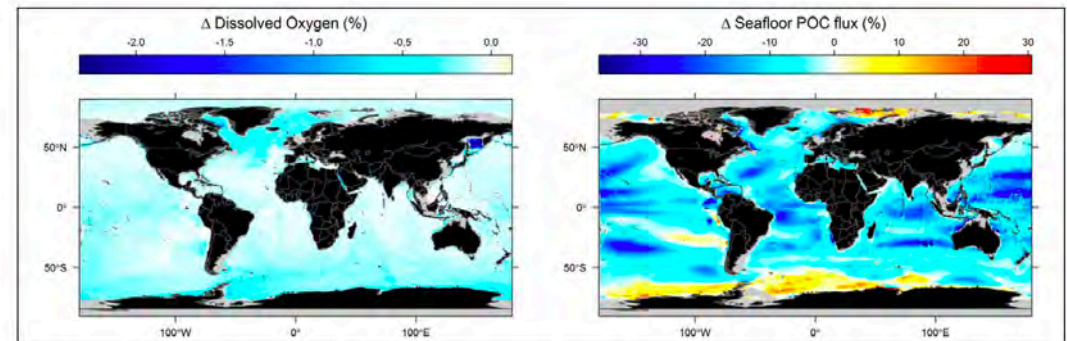 Δ Dissolved Oxygen (%)
-2.0 -1.5 -1.0 -0.5 0.0
50°N
0°
50°S
100°W 0° 100°E
Δ Seafloor POC flux (%)
-30 -20 -10 0 10 20 30
50°N
0°
50°S
100°W 0° 100°E